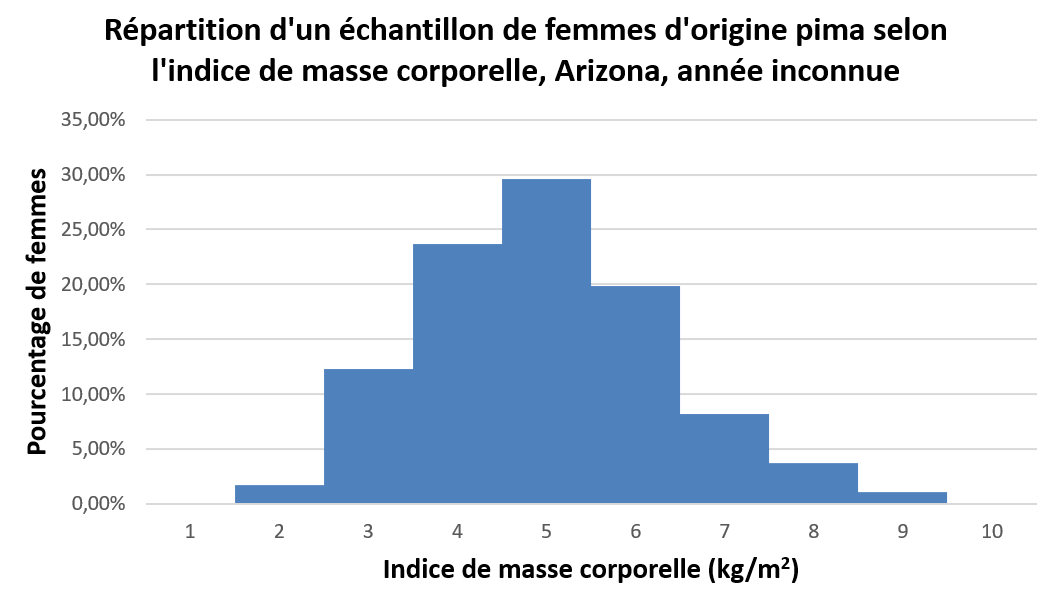 Répartition d'un échantillon de femmes d'origine pima selon
l'indice de masse corporelle, Arizona, année inconnue
35,00%
30,00%
25,00%
20,00%
15,00%
10,00%
5,00%
0,00%
Pourcentage de femmes
1 2 3 4 5 6 7 8 9 10
Indice de masse corporelle (kg/m²)